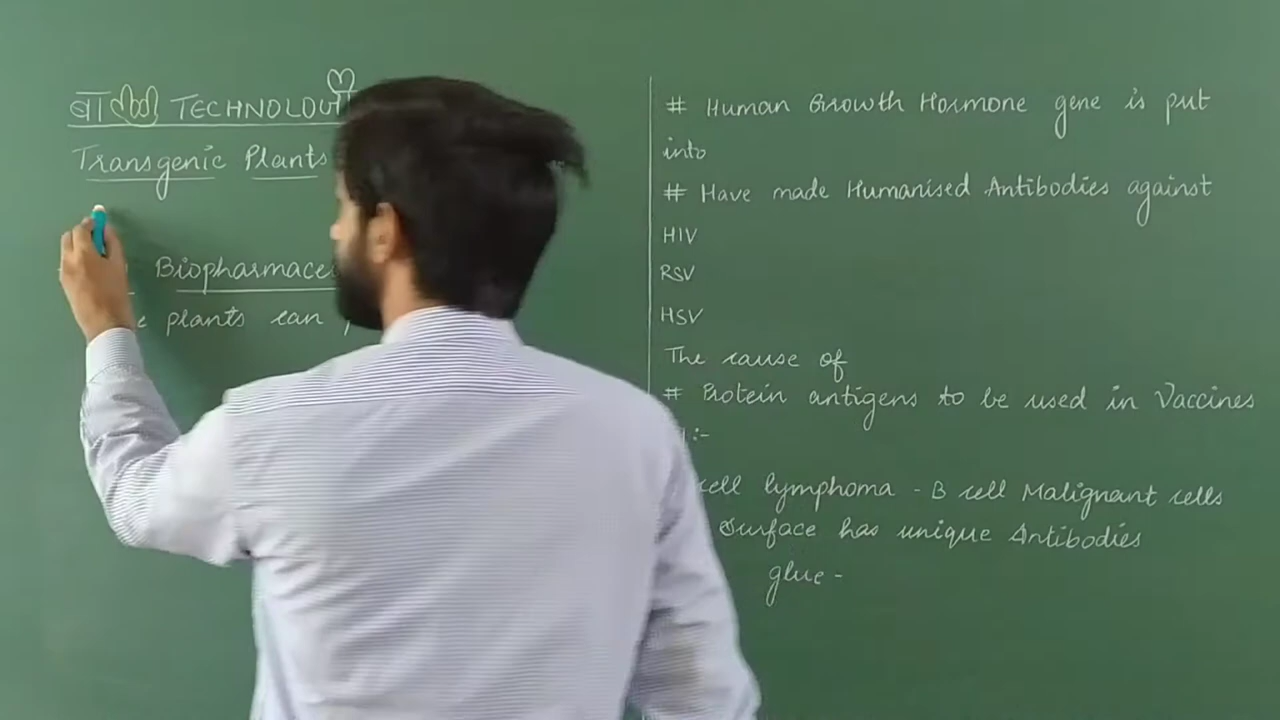 बा TECHNOLOGY
Transgenic Plants
Biopharmace
plants can
# Human Growth Hormone gene is put
into
# Have made Humanised Antibodies against
HIV
RSV
HSV
The cause of
# Protein antigens to be used in Vaccines
:-
cell lymphoma - B cell Malignant cells
surface has unique Antibodies
glue -